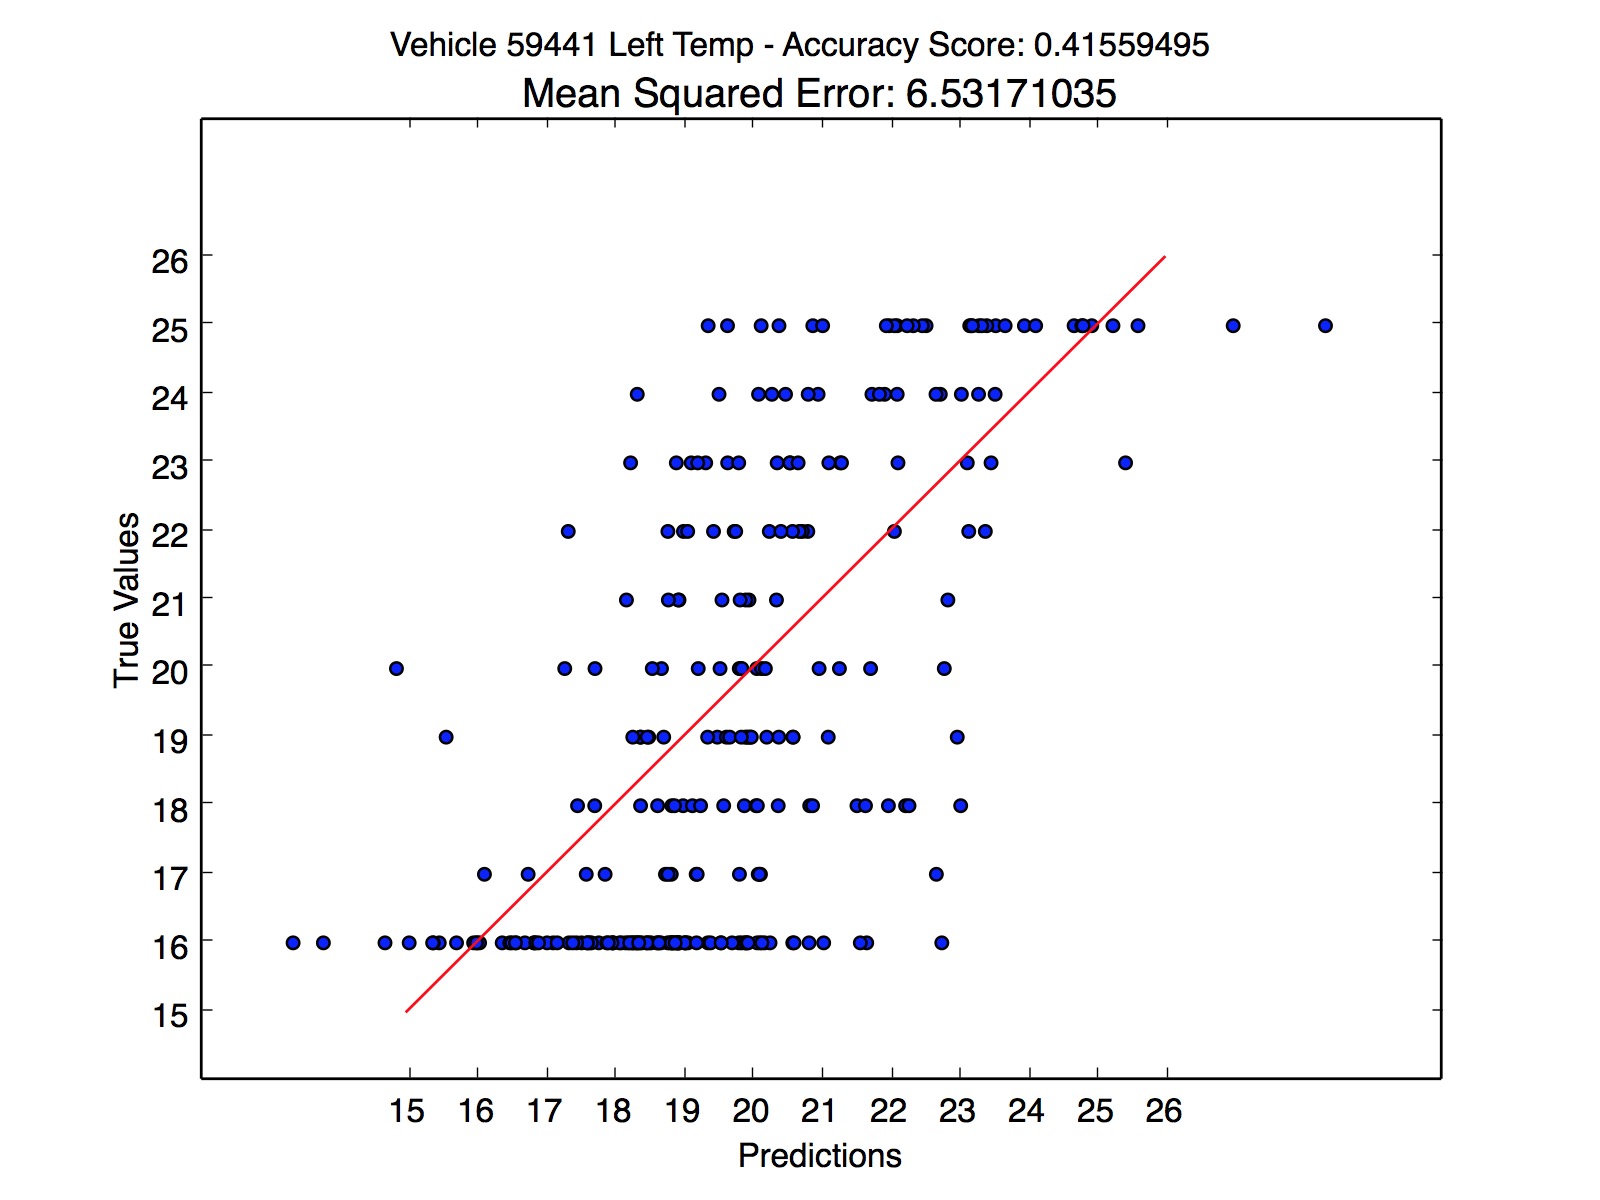 Vehicle 59441 Left Temp - Accuracy Score: 0.41559495
Mean Squared Error: 6.53171035
26
25
24
23
22
21
20
19
18
17
16
15
True Values
15 16 17 18 19 20 21 22 23 24 25 26
Predictions